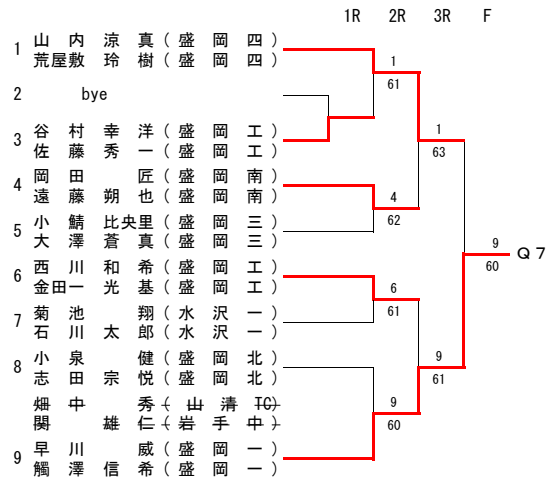 1R 2R 3R F
1 山 内 涼 真 ( 盛 岡 四 )
荒屋敷 玲 樹 ( 盛 岡 四 )
1
61
2 bye
谷 村 幸 洋 ( 盛 岡 工 )
3
佐 藤 秀 一 ( 盛 岡 工 )
1
63
岡 田 匠 ( 盛 岡 南 )
4
遠 藤 朔 也 ( 盛 岡 南 )
4
62
小 鯖 比央里 ( 盛 岡 三 )
5
大 澤 蒼 真 ( 盛 岡 三 )
9
60
Q7
西 川 和 希 ( 盛 岡 工 )
6
金田一 光 基 ( 盛 岡 工 )
6
61
菊 池 翔 ( 水 沢 一 )
7
石 川 太 郎 ( 水 沢 一 )
小 泉 健 ( 盛 岡 北 )
8
志 田 宗 悦 ( 盛 岡 北 )
9
61
畑 中 秀 ( 山 清 TC)
関 雄 仁 ( 岩 手 中 )
9
60
早 川 威 ( 盛 岡 一 )
9
觸 澤 信 希 ( 盛 岡 一 )